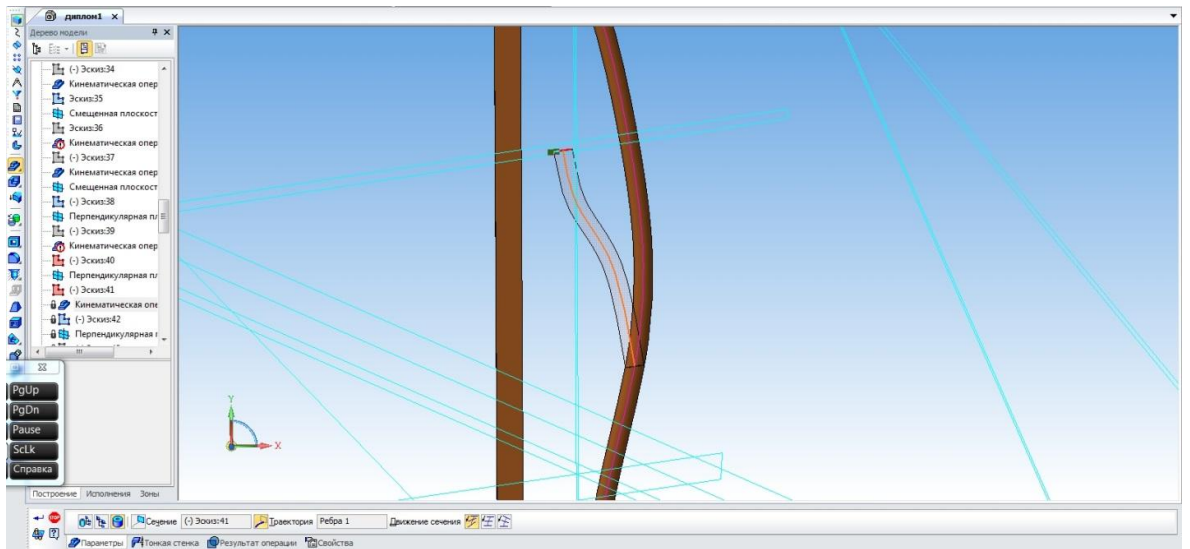 диплом1
Дерево модели
(-) Эскиз:34
Кинематическая опер
Эскиз:35
Смещенная плоскост
Эскиз:36
Кинематическая опер
(-) Эскиз:37
Кинематическая опер
Смещенная плоскост
(-) Эскиз:38
Перпендикулярная пл
(-) Эскиз:39
Кинематическая опер
(-) Эскиз:40
Перпендикулярная пл
(-) Эскиз:41
Кинематическая опе
(-) Эскиз:42
Перпендикулярная г
PgUp
PgDn
Pause
ScLk
Справка
Y
X
Построение Исполнения Зоны
Сечение (-) Эскиз:41 Траектория Ребра 1 Движение сечения
Параметры Тонкая стенка Результат операции Свойства